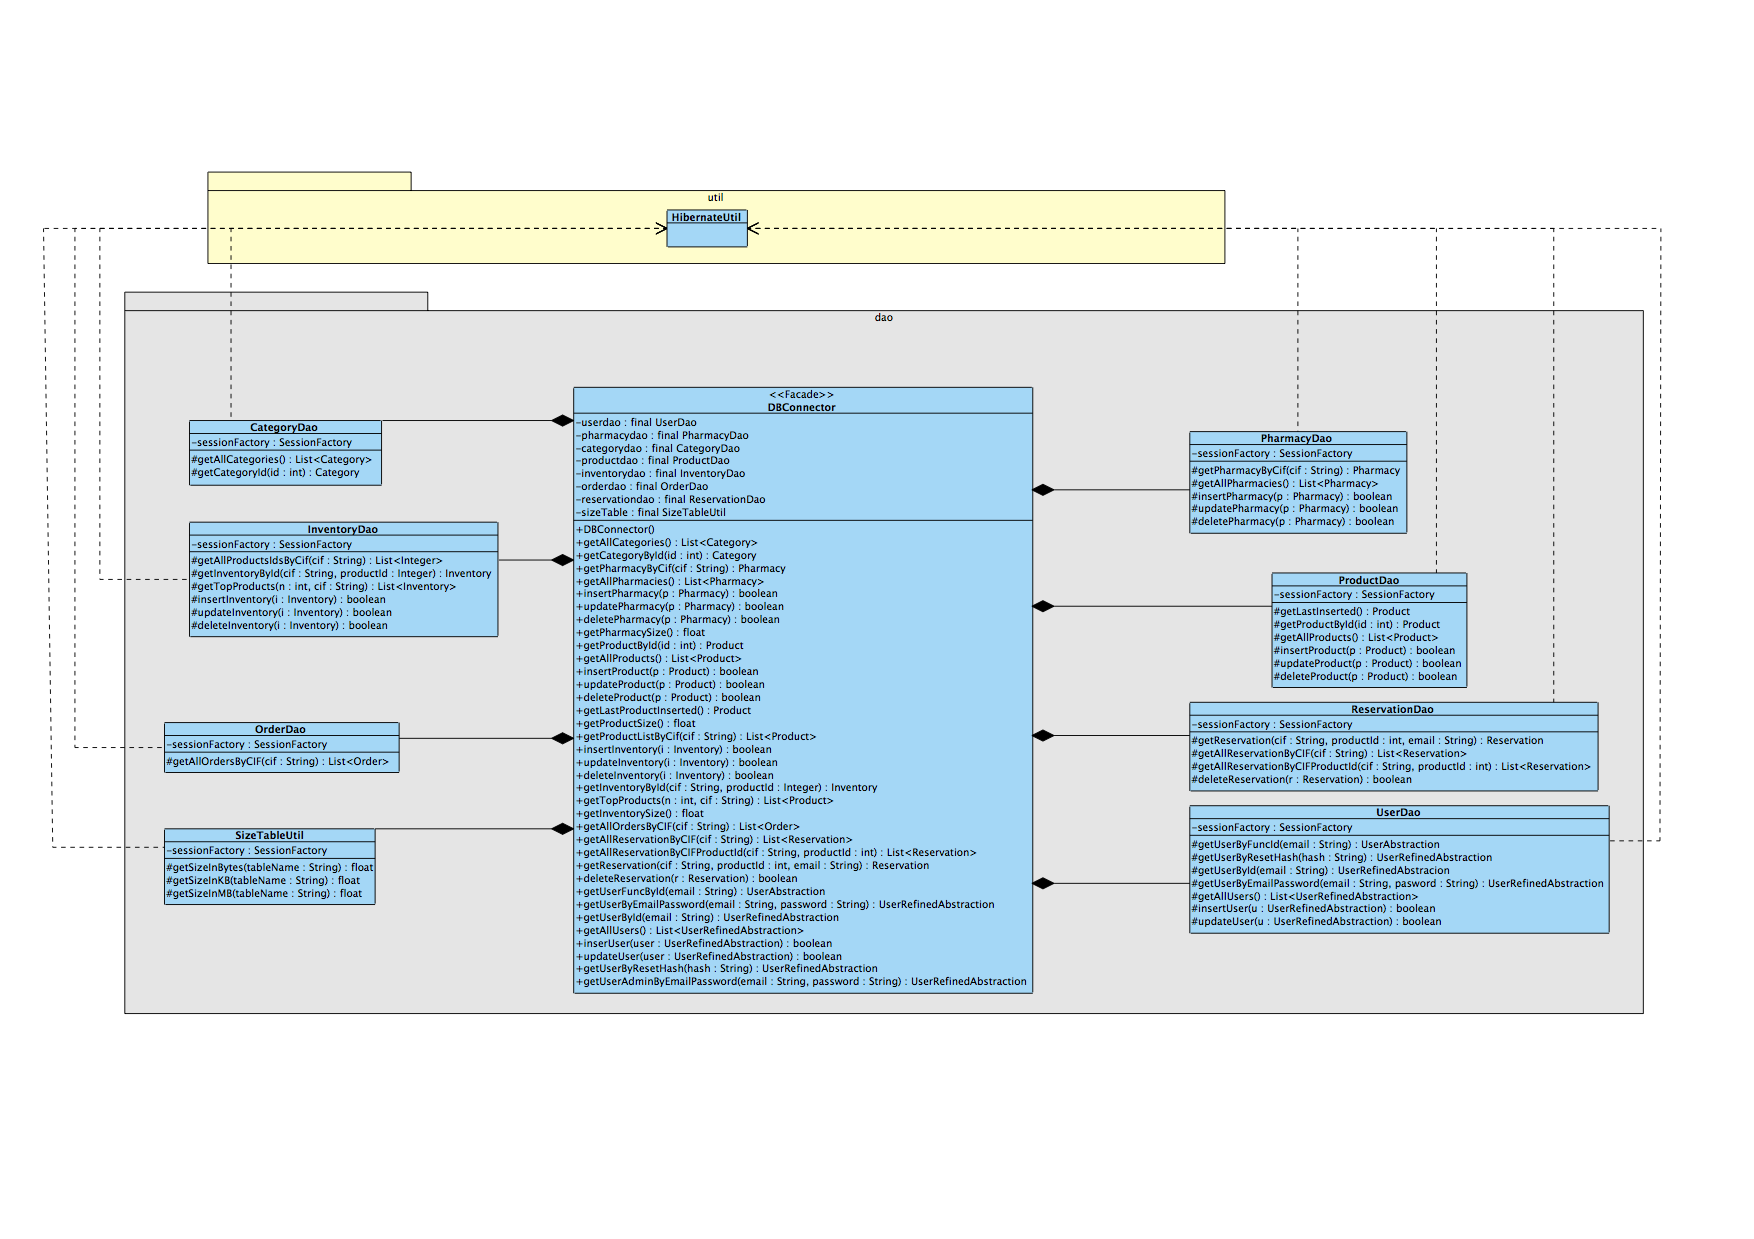 util
HibernateUtil
dao
CategoryDao
-sessionFactory : SessionFactory
#getAllCategories() : List<Category>
#getCategoryId(id : int) : Category
InventoryDao
-sessionFactory : SessionFactory
#getAllProductsIdsByCif(cif : String) : List<Integer>
#getInventoryById(cif : String, productId : Integer) : Inventory
#getTopProducts(n : int, cif : String) : List<Inventory>
#insertInventory(i : Inventory) : boolean
#updateInventory(i : Inventory) : boolean
#deleteInventory(i : Inventory) : boolean
OrderDao
-sessionFactory : SessionFactory
#getAllOrdersByCIF(cif : String) : List<Order>
SizeTableUtil
-sessionFactory : SessionFactory
#getSizeInBytes(tableName : String) : float
#getSizeInKB(tableName : String) : float
#getSizeInMB(tableName : String) : float
<<Facade>>
DBConnector
-userdao : final UserDao
-pharmacydao : final PharmacyDao
-categorydao : final CategoryDao
-productdao : final ProductDao
-inventorydao : final InventoryDao
-orderdao : final OrderDao
-reservationdao : final ReservationDao
-sizeTable : final SizeTableUtil
+DBConnector()
+getAllCategories() : List<Category>
+getCategoryById(id : int) : Category
+getPharmacyByCif(cif : String) : Pharmacy
+getAllPharmacies() : List<Pharmacy>
+insertPharmacy(p : Pharmacy) : boolean
+updatePharmacy(p : Pharmacy) : boolean
+deletePharmacy(p : Pharmacy) : boolean
+getPharmacySize() : float
+getProductById(id : int) : Product
+getAllProducts() : List<Product>
+insertProduct(p : Product) : boolean
+updateProduct(p : Product) : boolean
+deleteProduct(p : Product) : boolean
+getLastProductInserted() : Product
+getProductSize() : float
+getProductListByCif(cif : String) : List<Product>
+insertInventory(i : Inventory) : boolean
+updateInventory(i : Inventory) : boolean
+deleteInventory(i : Inventory) : boolean
+getInventoryById(cif : String, productId : Integer) : Inventory
+getTopProducts(n : int, cif : String) : List<Product>
+getInventorySize() : float
+getAllOrdersByCIF(cif : String) : List<Order>
+getAllReservationByCIF(cif : String) : List<Reservation>
+getAllReservationByCIFProductId(cif : String, productId : int) : List<Reservation>
+getReservation(cif : String, productId : int, email : String) : Reservation
+deleteReservation(r : Reservation) : boolean
+getUserFuncById(email : String) : UserAbstraction
+getUserByEmailPassword(email : String, password : String) : UserRefinedAbstraction
+getUserById(email : String) : UserRefinedAbstraction
+getAllUsers() : List<UserRefinedAbstraction>
+inserUser(user : UserRefinedAbstraction) : boolean
+updateUser(user : UserRefinedAbstraction) : boolean
+getUserByResetHash(hash : String) : UserRefinedAbstraction
+getUserAdminByEmailPassword(email : String, password : String) : UserRefinedAbstraction
PharmacyDao
-sessionFactory : SessionFactory
#getPharmacyByCif(cif : String) : Pharmacy
#getAllPharmacies() : List<Pharmacy>
#insertPharmacy(p : Pharmacy) : boolean
#updatePharmacy(p : Pharmacy) : boolean
#deletePharmacy(p : Pharmacy) : boolean
ProductDao
-sessionFactory : SessionFactory
#getLastInserted() : Product
#getProductById(id : int) : Product
#getAllProducts() : List<Product>
#insertProduct(p : Product) : boolean
#updateProduct(p : Product) : boolean
#deleteProduct(p : Product) : boolean
ReservationDao
-sessionFactory : SessionFactory
#getReservation(cif : String, productId : int, email : String) : Reservation
#getAllReservationByCIF(cif : String) : List<Reservation>
#getAllReservationByCIFProductId(cif : String, productId : int) : List<Reservation>
#deleteReservation(r : Reservation) : boolean
UserDao
-sessionFactory : SessionFactory
#getUserByFuncId(email : String) : UserAbstraction
#getUserByResetHash(hash : String) : UserRefinedAbstraction
#getUserById(email : String) : UserRefinedAbstracion
#getUserByEmailPassword(email : String, pasword : String) : UserRefinedAbstraction
#getAllUsers() : List<UserRefinedAbstraction>
#insertUser(u : UserRefinedAbstraction) : boolean
#updateUser(u : UserRefinedAbstraction) : boolean